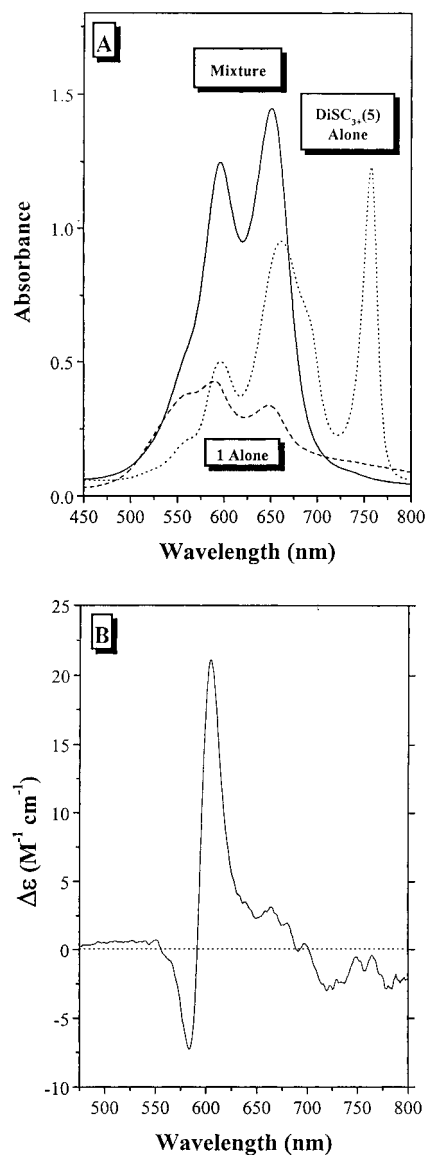 A
Mixture
DiSC3+(5)
Alone
1 Alone
Absorbance
1.5
1.0
0.5
0.0
450 500 550 600 650 700 750 800
Wavelength (nm)
B
Δε (M⁻¹ cm⁻¹)
25
20
15
10
5
0
-5
-10
500 550 600 650 700 750 800
Wavelength (nm)